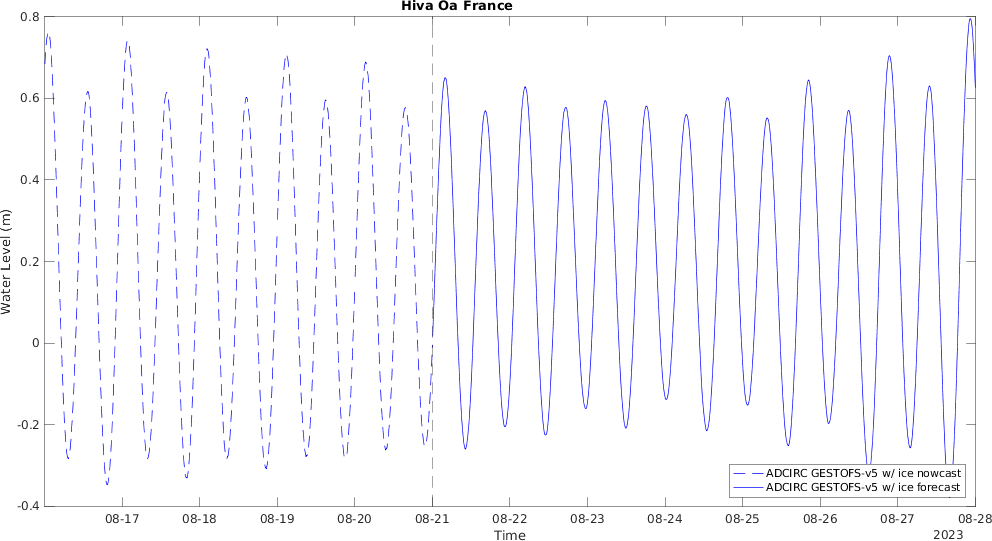 Hiva Oa France
0.8
0.6
0.4
0.2
0
-0.2
-0.4
Water Level (m)
ADCIRC GESTOFS-v5 w/ ice nowcast
ADCIRC GESTOFS-v5 w/ ice forecast
08-17 08-18 08-19 08-20 08-21 08-22 08-23 08-24 08-25 08-26 08-27 08-28
Time
2023